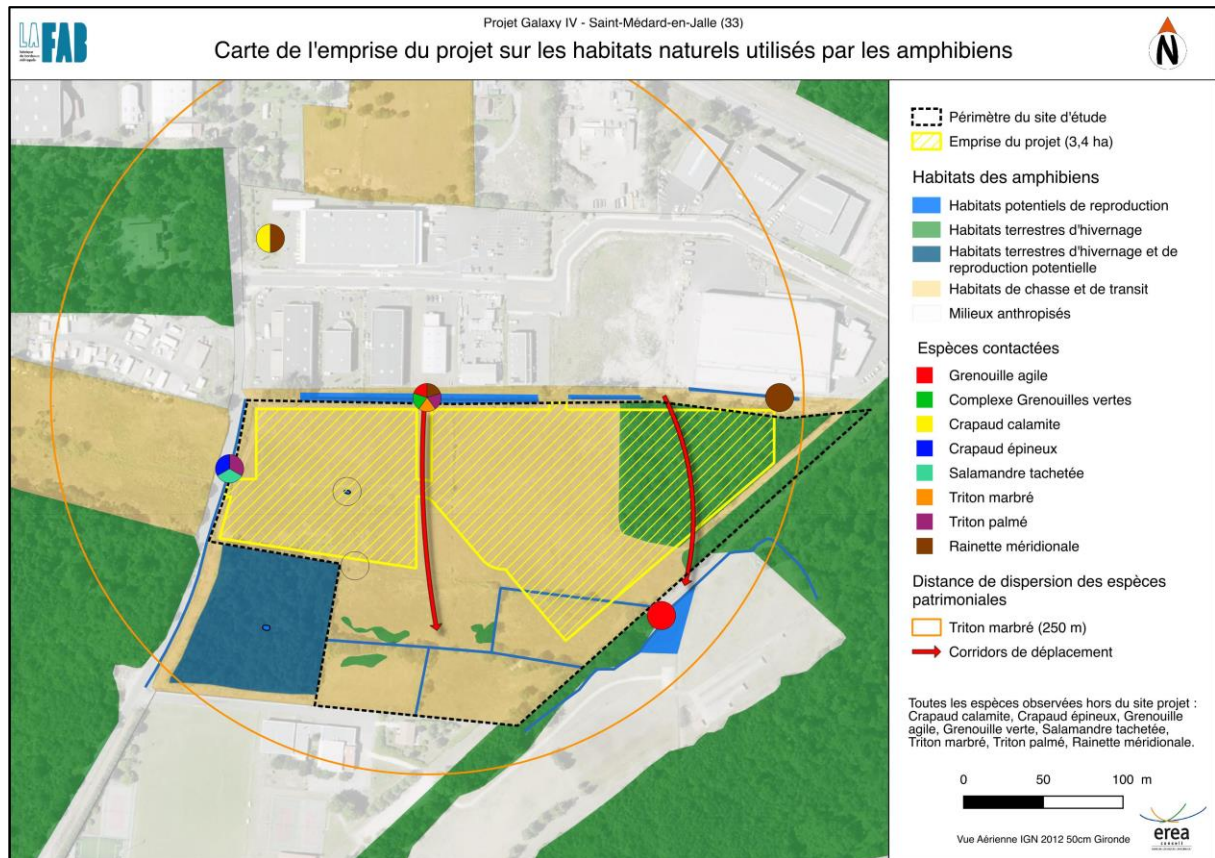 Projet Galaxy IV - Saint-Médard-en-Jalle (33)
LA FAB
Carte de l'emprise du projet sur les habitats naturels utilisés par les amphibiens
N
Périmètre du site d'étude
Emprise du projet (3,4 ha)
Habitats des amphibiens
Habitats potentiels de reproduction
Habitats terrestres d'hivernage
Habitats terrestres d'hivernage et de
reproduction potentielle
Habitats de chasse et de transit
Milieux anthropisés
Espèces contactées
Grenouille agile
Complexe Grenouilles vertes
Crapaud calamite
Crapaud épineux
Salamandre tachetée
Triton marbré
Triton palmé
Rainette méridionale
Distance de dispersion des espèces
patrimoniales
Triton marbré (250 m)
Corridors de déplacement
Toutes les espèces observées hors du site projet :
Crapaud calamite, Crapaud épineux, Grenouille
agile, Grenouille verte, Salamandre tachetée,
Triton marbré, Triton palmé, Rainette méridionale.
0 50 100 m
Vue Aérienne IGN 2012 50cm Gironde
erea
conseil